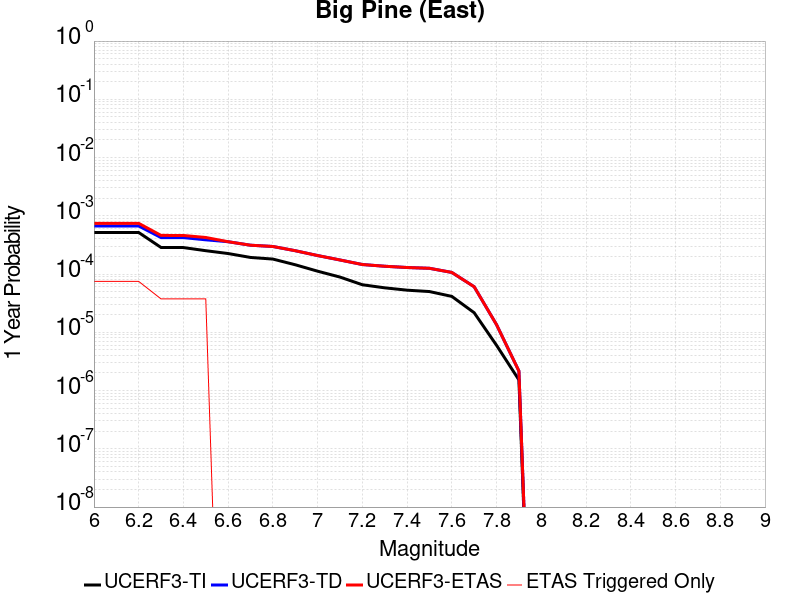 Big Pine (East)
1 Year Probability
10^0
10^-1
10^-2
10^-3
10^-4
10^-5
10^-6
10^-7
10^-8
6 6.2 6.4 6.6 6.8 7 7.2 7.4 7.6 7.8 8 8.2 8.4 8.6 8.8 9
Magnitude
UCERF3-TI UCERF3-TD UCERF3-ETAS ETAS Triggered Only